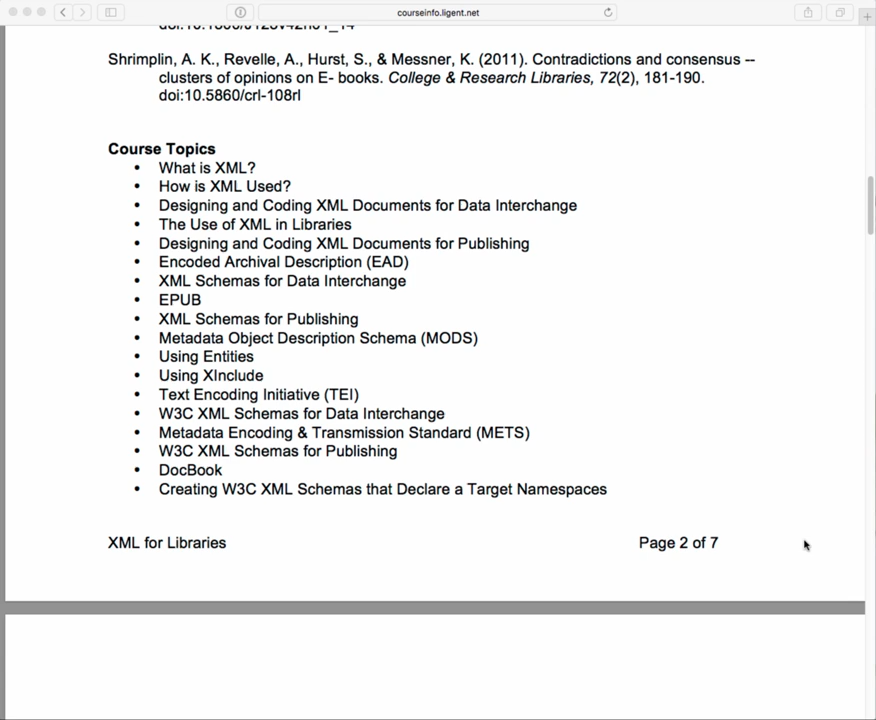 courseinfo.ligent.net
Shrimplin, A. K., Revelle, A., Hurst, S., & Messner, K. (2011). Contradictions and consensus --
clusters of opinions on E- books. College & Research Libraries, 72(2), 181-190.
doi:10.5860/crl-108rl
Course Topics
• What is XML?
• How is XML Used?
• Designing and Coding XML Documents for Data Interchange
• The Use of XML in Libraries
• Designing and Coding XML Documents for Publishing
• Encoded Archival Description (EAD)
• XML Schemas for Data Interchange
• EPUB
• XML Schemas for Publishing
• Metadata Object Description Schema (MODS)
• Using Entities
• Using XInclude
• Text Encoding Initiative (TEI)
• W3C XML Schemas for Data Interchange
• Metadata Encoding & Transmission Standard (METS)
• W3C XML Schemas for Publishing
• DocBook
• Creating W3C XML Schemas that Declare a Target Namespaces
XML for Libraries Page 2 of 7